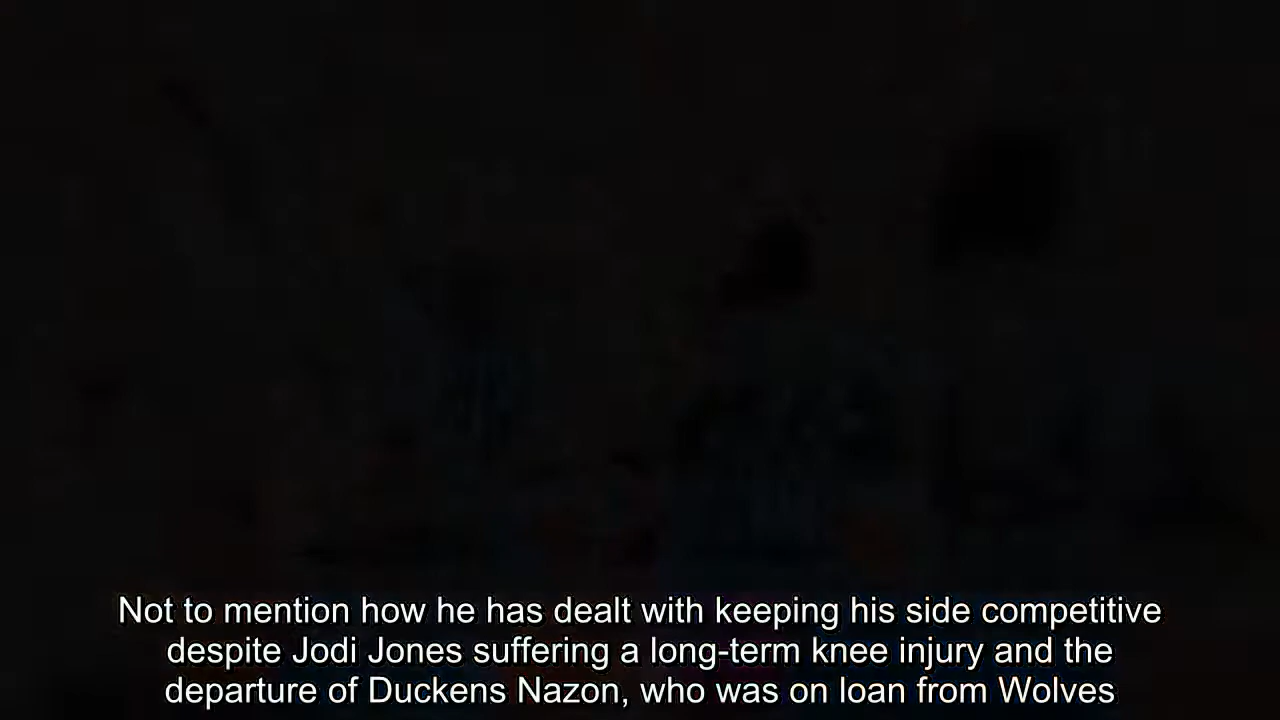 Not to mention how he has dealt with keeping his side competitive
despite Jodi Jones suffering a long-term knee injury and the
departure of Duckens Nazon, who was on loan from Wolves